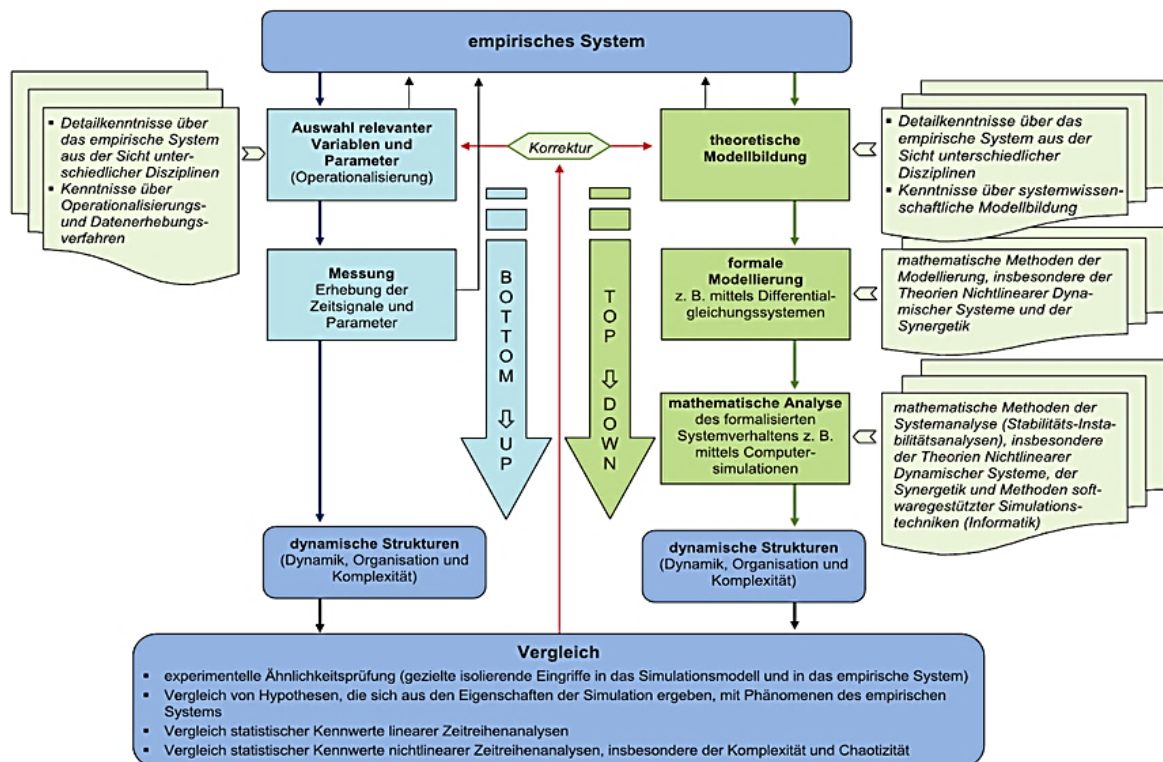 empirisches System
▪ Detailkenntnisse über
das empirische System
aus der Sicht unter-
schiedlicher Disziplinen
▪ Kenntnisse über
Operationalisierungs-
und Datenerhebungs-
verfahren
Auswahl relevanter
Variablen und
Parameter
(Operationalisierung)
Korrektur
theoretische
Modellbildung
▪ Detailkenntnisse über das
empirische System aus der
Sicht unterschiedlicher
Disziplinen
▪ Kenntnisse über
systemwissen-
schaftliche Modellbildung
Messung
Erhebung der
Zeitsignale und
Parameter
BOTTOM ⇩ UP
TOP ⇩ DOWN
formale
Modellierung
z. B. mittels Differential-
gleichungssystemen
mathematische Methoden der
Modellierung, insbesondere der
Theorien Nichtlinearer Dyna-
mischer Systeme und der
Synergetik
mathematische Analyse
des formalisierten
Systemverhaltens z. B.
mittels Computer-
simulationen
mathematische Methoden der
Systemanalyse (Stabilitäts-Insta-
bilitätsanalysen), insbesondere
der Theorien Nichtlinearer
Dynamischer Systeme, der
Synergetik und Methoden soft-
waregestützter Simulations-
techniken (Informatik)
dynamische Strukturen
(Dynamik, Organisation und
Komplexität)
dynamische Strukturen
(Dynamik, Organisation und
Komplexität)
Vergleich
▪ experimentelle Ähnlichkeitsprüfung (gezielte isolierende Eingriffe in das Simulationsmodell und in das empirische System)
▪ Vergleich von Hypothesen, die sich aus den Eigenschaften der Simulation ergeben, mit Phänomenen des empirischen
Systems
▪ Vergleich statistischer Kennwerte linearer Zeitreihenanalysen
▪ Vergleich statistischer Kennwerte nichtlinearer Zeitreihenanalysen, insbesondere der Komplexität und Chaotizität